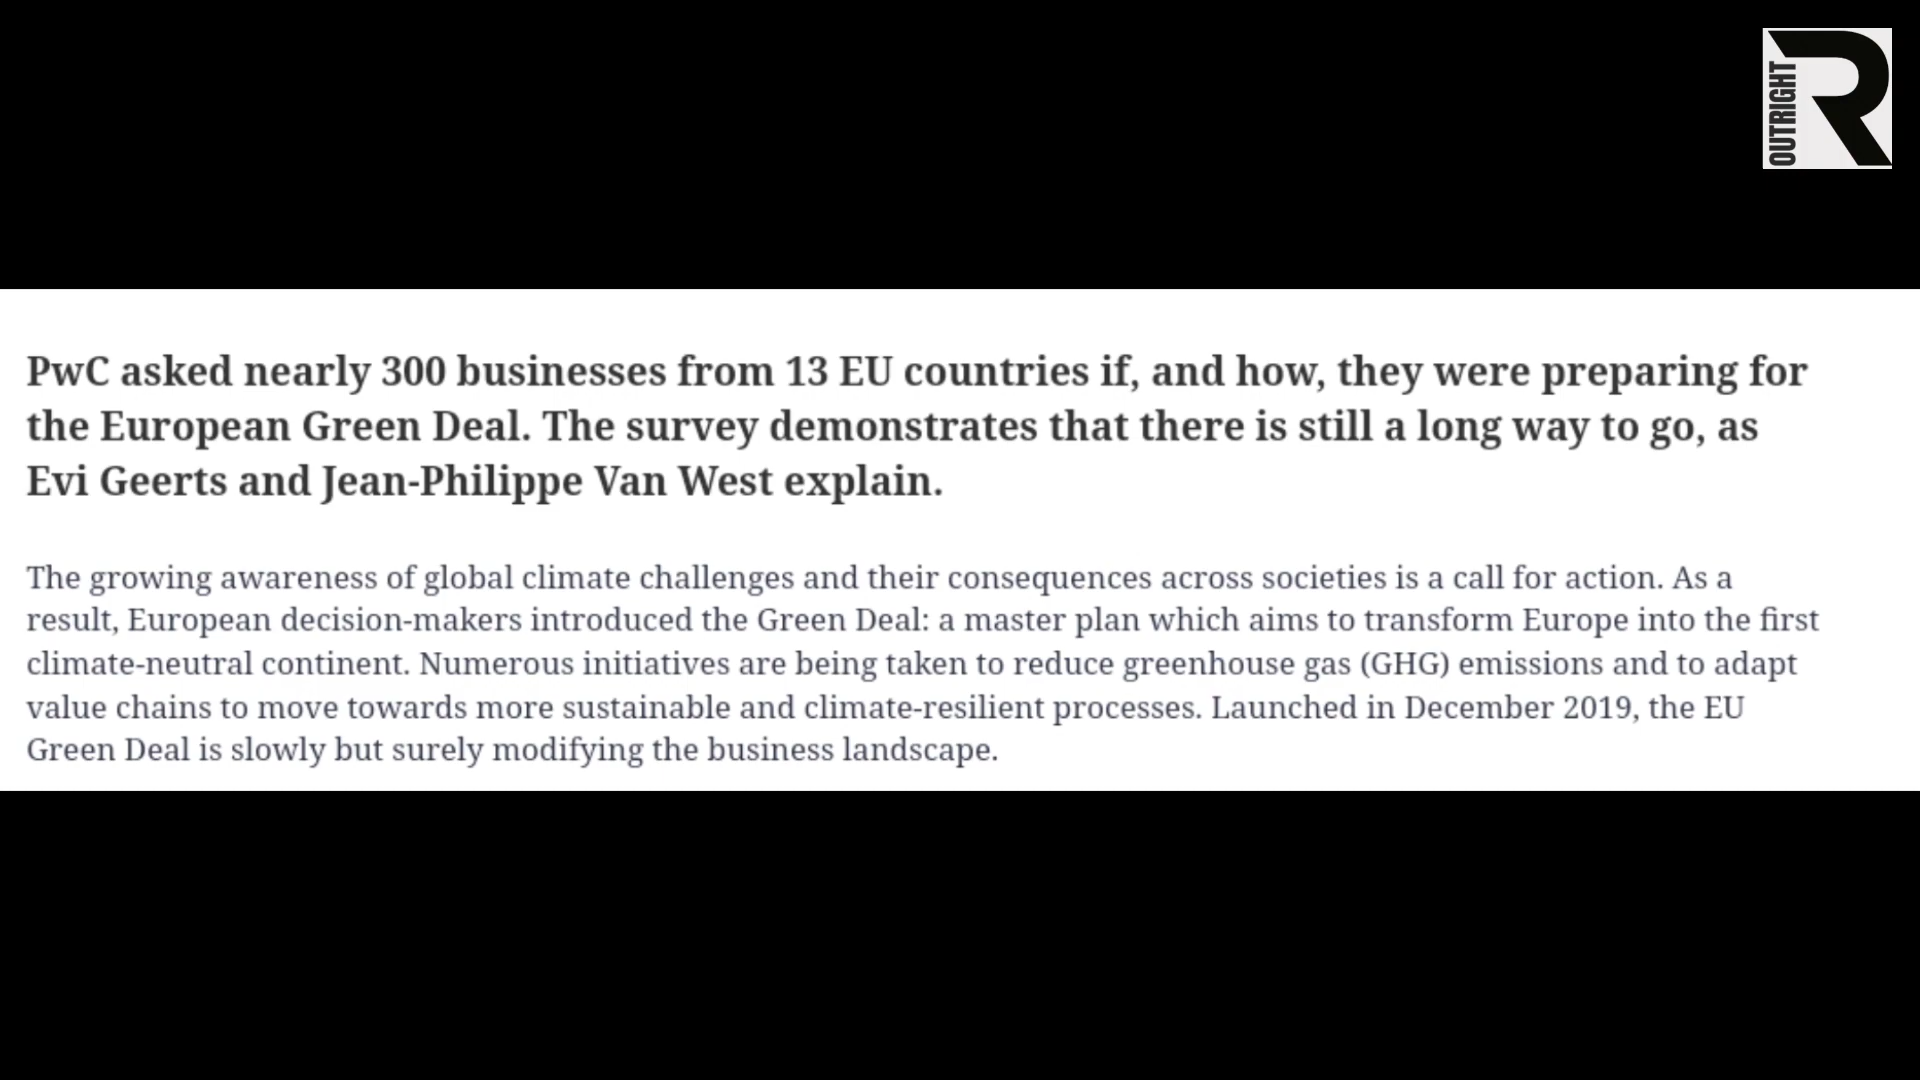 OUTRIGHT
R
PwC asked nearly 300 businesses from 13 EU countries if, and how, they were preparing for
the European Green Deal. The survey demonstrates that there is still a long way to go, as
Evi Geerts and Jean-Philippe Van West explain.
The growing awareness of global climate challenges and their consequences across societies is a call for action. As a
result, European decision-makers introduced the Green Deal: a master plan which aims to transform Europe into the first
climate-neutral continent. Numerous initiatives are being taken to reduce greenhouse gas (GHG) emissions and to adapt
value chains to move towards more sustainable and climate-resilient processes. Launched in December 2019, the EU
Green Deal is slowly but surely modifying the business landscape.